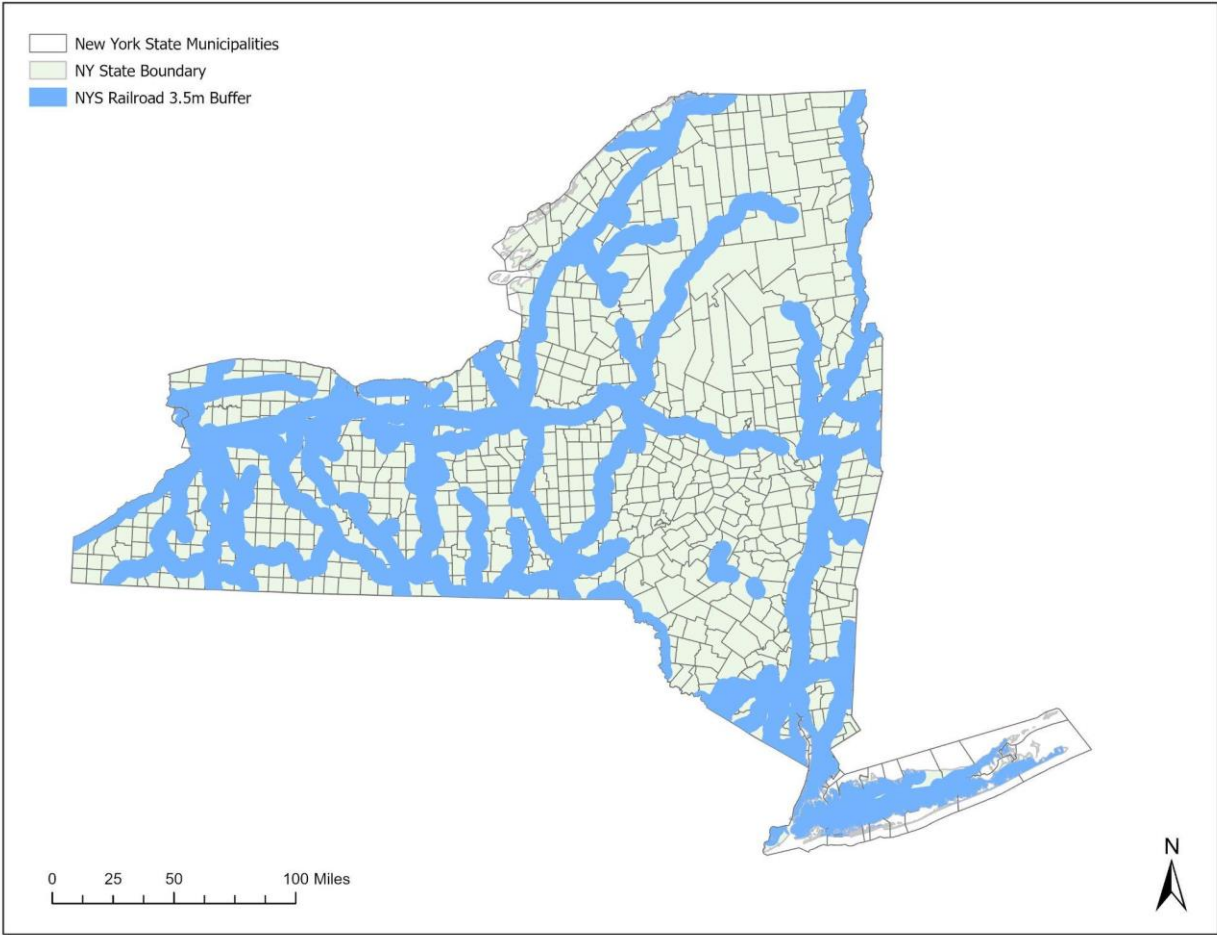 New York State Municipalities
NY State Boundary
NYS Railroad 3.5m Buffer
0 25 50 100 Miles
N